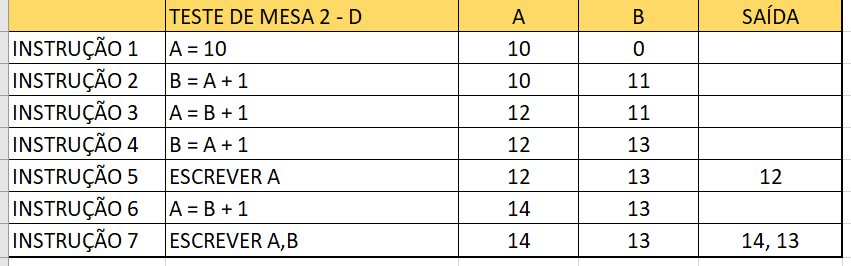 TESTE DE MESA 2 - D A B SAÍDA
INSTRUÇÃO 1 A = 10 10 0
INSTRUÇÃO 2 B = A + 1 10 11
INSTRUÇÃO 3 A = B + 1 12 11
INSTRUÇÃO 4 B = A + 1 12 13
INSTRUÇÃO 5 ESCREVER A 12 13 12
INSTRUÇÃO 6 A = B + 1 14 13
INSTRUÇÃO 7 ESCREVER A,B 14 13 14, 13